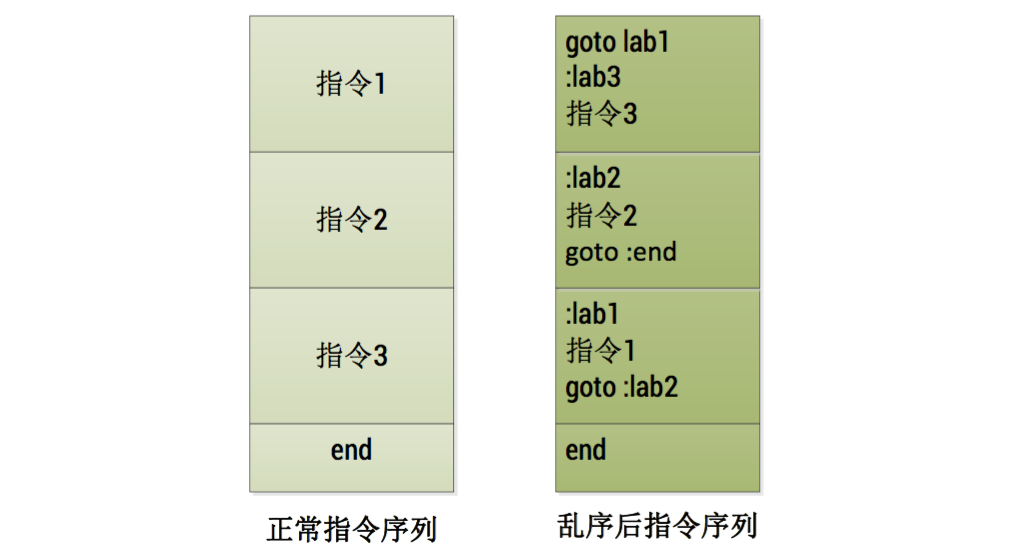 指令1
指令2
指令3
end
正常指令序列
goto lab1
:lab3
指令3
:lab2
指令2
goto :end
:lab1
指令1
goto :lab2
end
乱序后指令序列